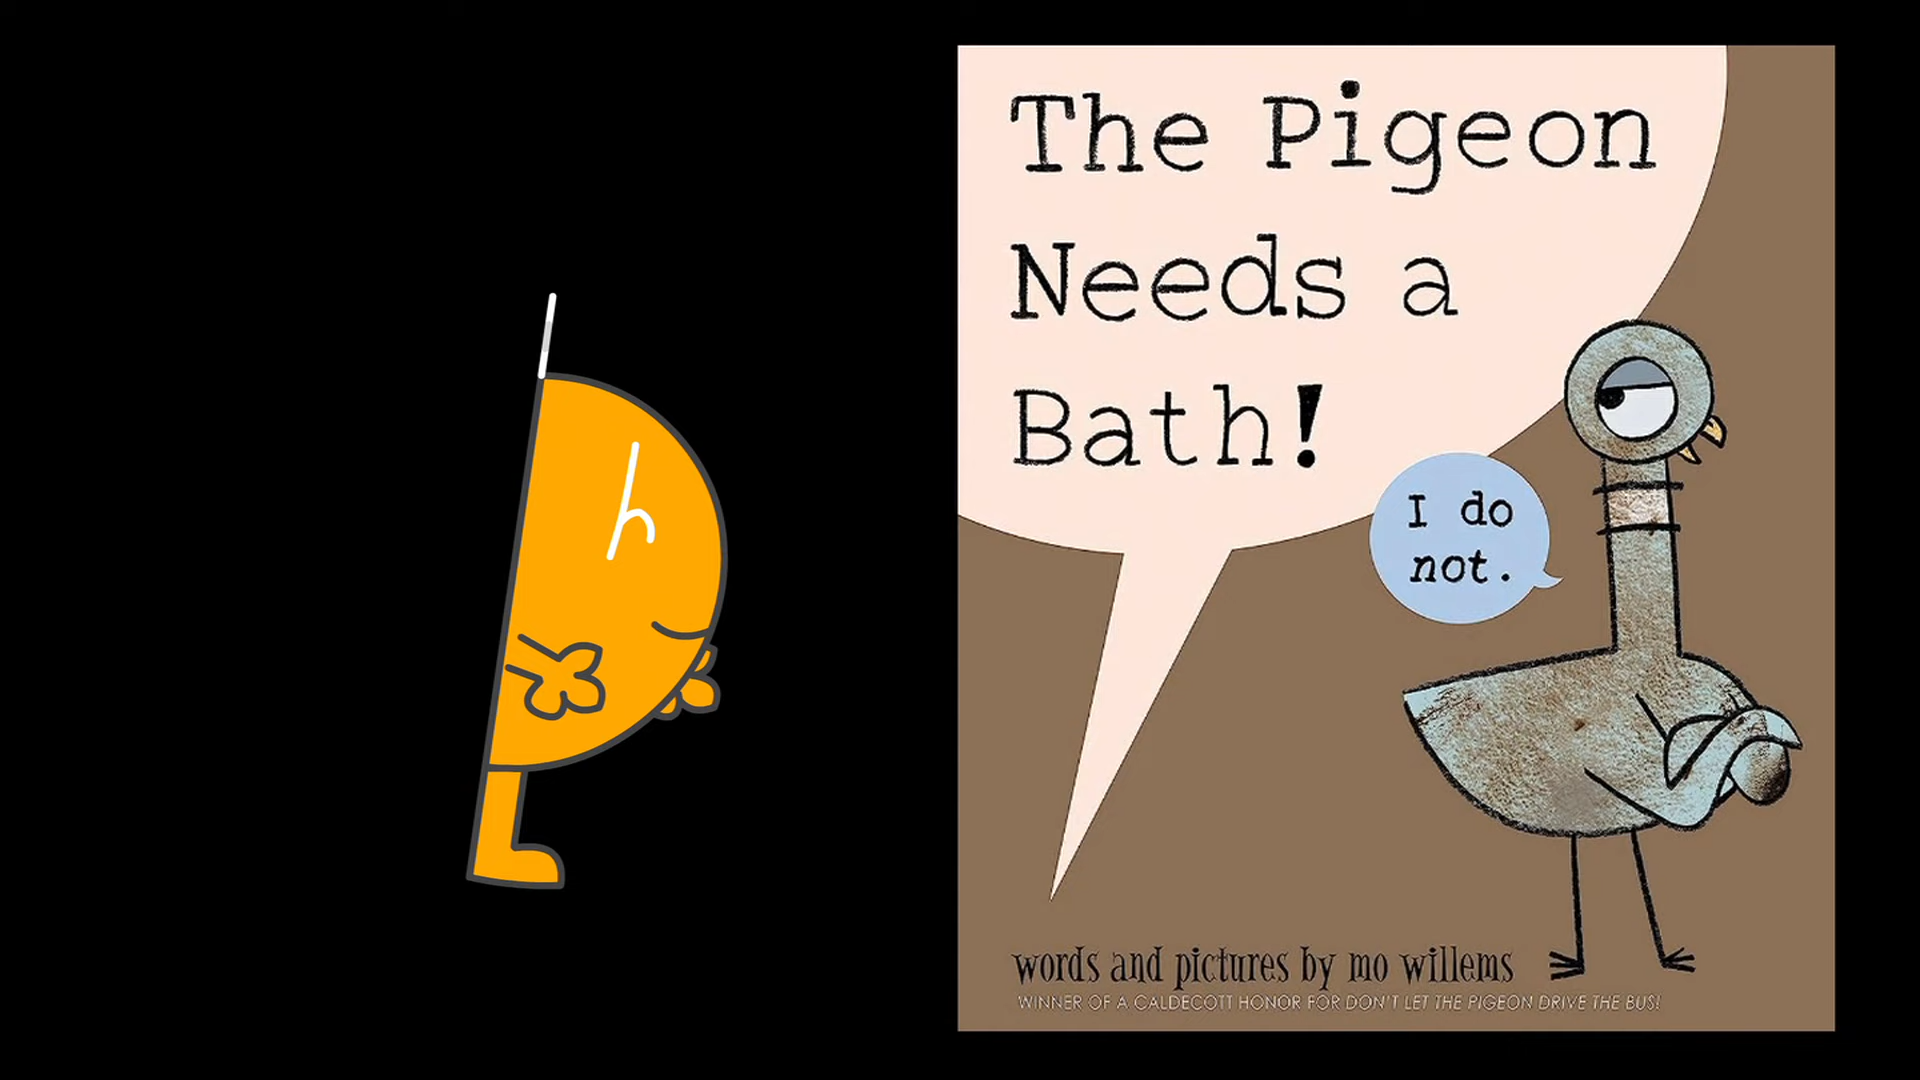 h
The Pigeon
Needs a
Bath!
I do
not.
words and pictures by mo willems
WINNER OF A CALDECOTT HONOR FOR DON'T LET THE PIGEON DRIVE THE BUS!